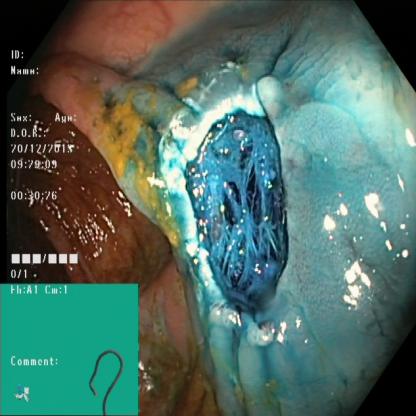 ID:
Name:
Sex: Age:
D.O.B.:
20/12/2018
09:29:09
00:30:26
0/1
Eh:A1 Cm:1
Comment: